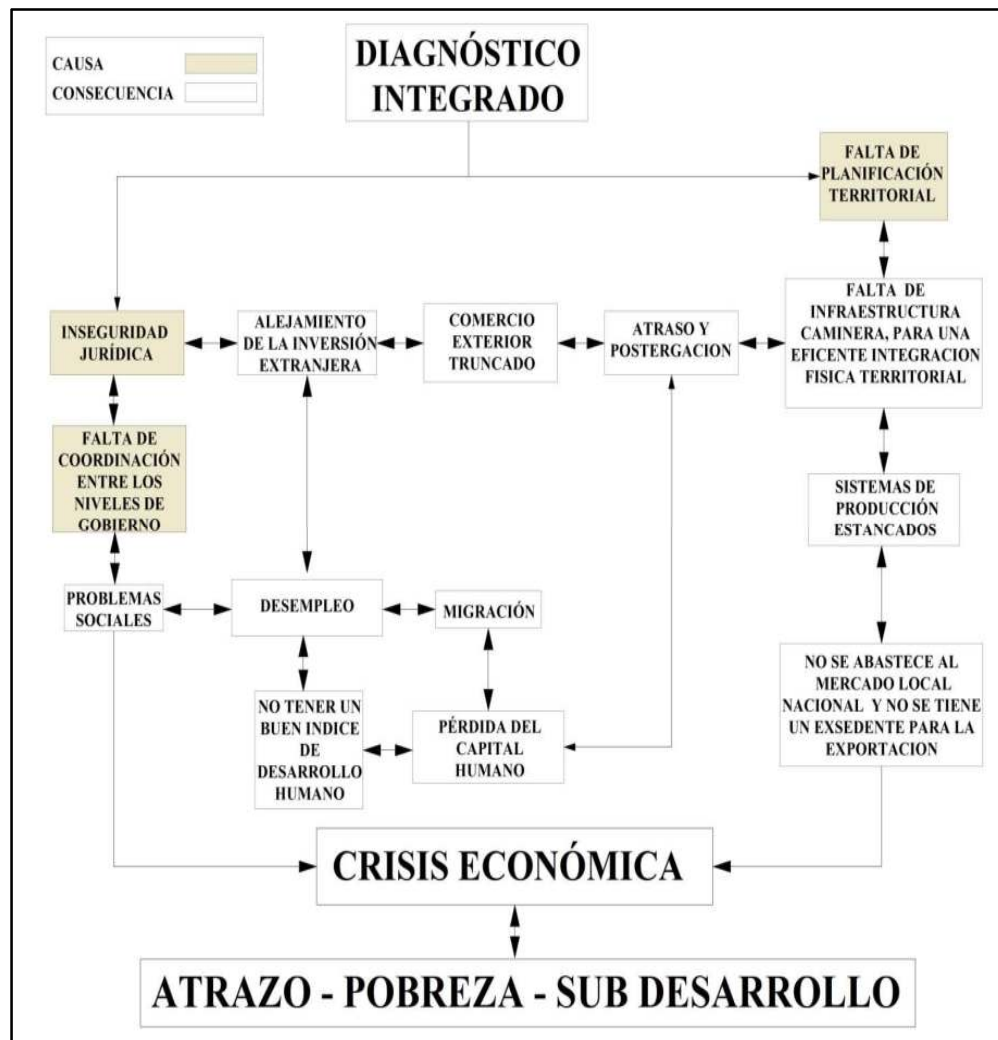 CAUSA
CONSECUENCIA
DIAGNÓSTICO
INTEGRADO
FALTA DE
PLANIFICACIÓN
TERRITORIAL
INSEGURIDAD
JURÍDICA
ALEJAMIENTO
DE LA INVERSIÓN
EXTRANJERA
COMERCIO
EXTERIOR
TRUNCADO
ATRASO Y
POSTERGACION
FALTA DE
INFRAESTRUCTURA
CAMINERA, PARA UNA
EFICENTE INTEGRACION
FISICA TERRITORIAL
FALTA DE
COORDINACIÓN
ENTRE LOS
NIVELES DE
GOBIERNO
SISTEMAS DE
PRODUCCIÓN
ESTANCADOS
PROBLEMAS
SOCIALES
DESEMPLEO
MIGRACIÓN
NO SE ABASTECE AL
MERCADO LOCAL
NACIONAL Y NO SE TIENE
UN EXSEDENTE PARA LA
EXPORTACION
NO TENER UN
BUEN INDICE
DE
DESARROLLO
HUMANO
PÉRDIDA DEL
CAPITAL
HUMANO
CRISIS ECONÓMICA
ATRAZO - POBREZA - SUB DESARROLLO